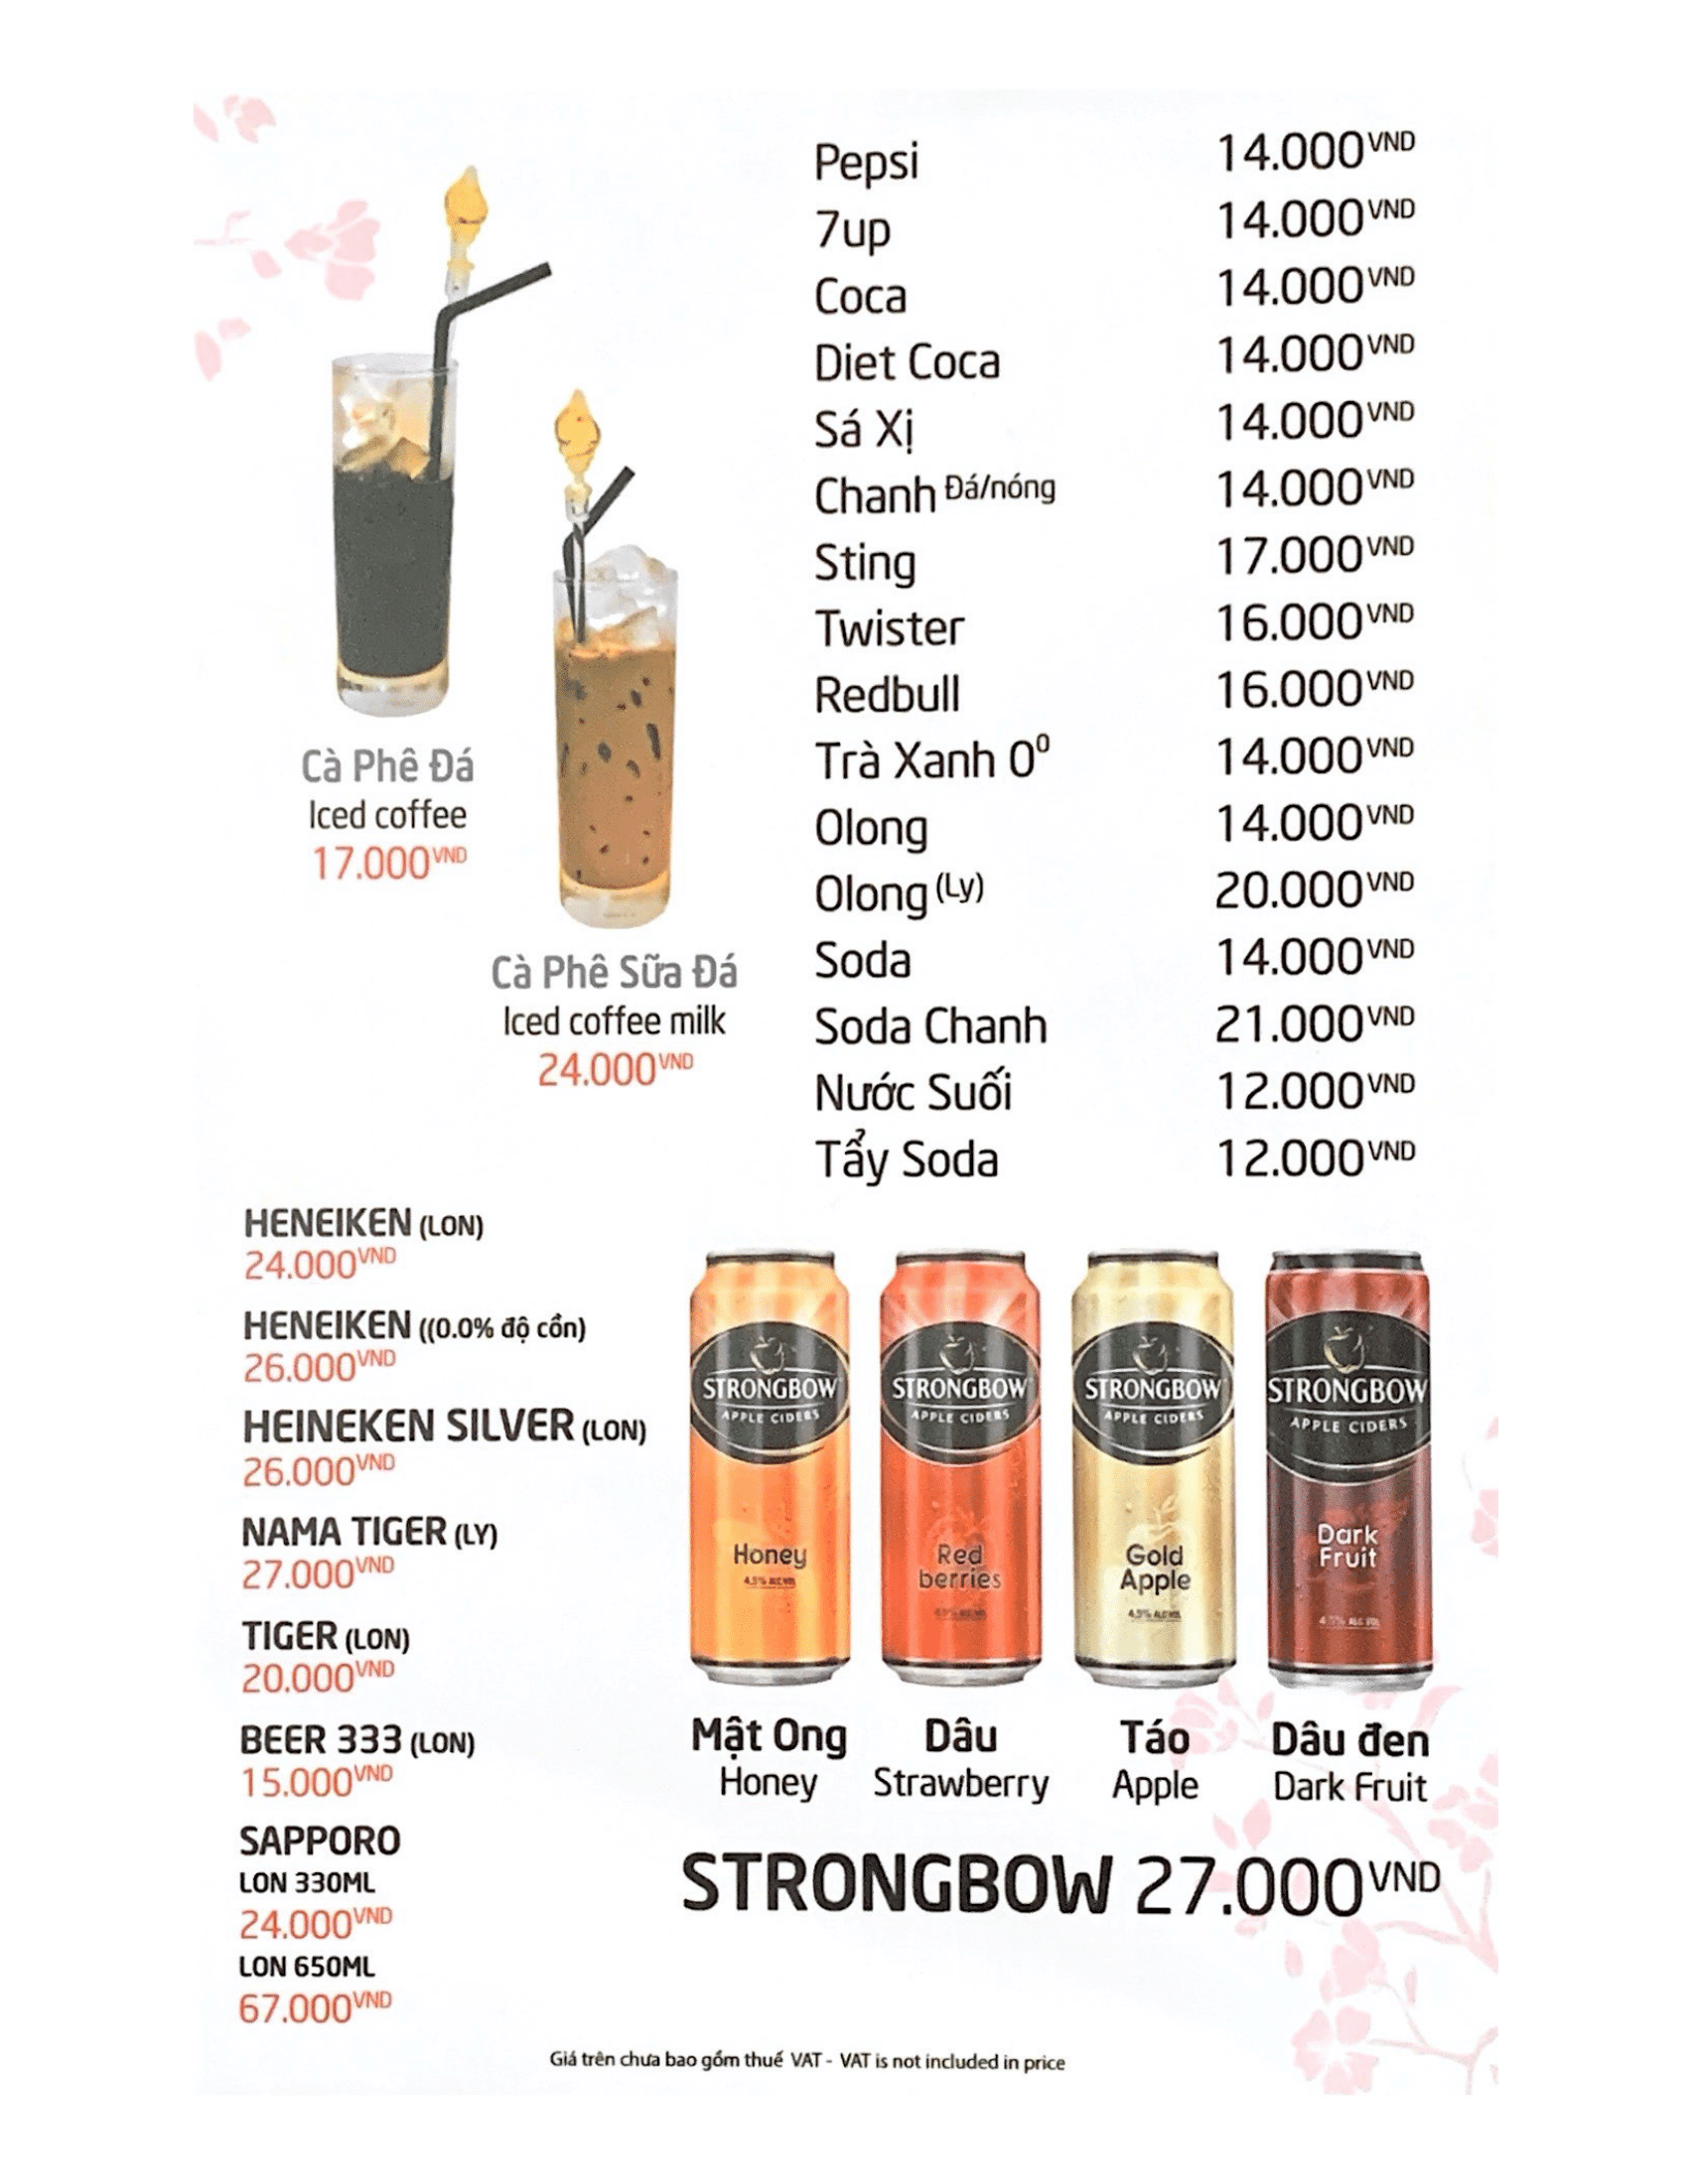 Pepsi 14.000VND
7up 14.000VND
Coca 14.000VND
Diet Coca 14.000VND
Sá Xị 14.000VND
Chanh Đá/nóng 14.000VND
Sting 17.000VND
Twister 16.000VND
Redbull 16.000VND
Trà Xanh 0⁰ 14.000VND
Olong 14.000VND
Olong (Ly) 20.000VND
Soda 14.000VND
Soda Chanh 21.000VND
Nước Suối 12.000VND
Tẩy Soda 12.000VND
Cà Phê Đá
Iced coffee
17.000VND
Cà Phê Sữa Đá
Iced coffee milk
24.000VND
HENEIKEN (LON)
24.000VND
HENEIKEN ((0.0% độ cồn)
26.000VND
HEINEKEN SILVER (LON)
26.000VND
NAMA TIGER (LY)
27.000VND
TIGER (LON)
20.000VND
BEER 333 (LON)
15.000VND
SAPPORO
LON 330ML
24.000VND
LON 650ML
67.000VND
STRONGBOW
APPLE CIDERS
Honey
4.5% ALC VOL
STRONGBOW
APPLE CIDERS
Red
berries
STRONGBOW
APPLE CIDERS
Gold
Apple
4.5% ALC VOL
STRONGBOW
APPLE CIDERS
Dark
Fruit
4.5% ALC VOL
Mật Ong
Honey
Dâu
Strawberry
Táo
Apple
Dâu đen
Dark Fruit
STRONGBOW 27.000VND
Giá trên chưa bao gồm thuế VAT - VAT is not included in price